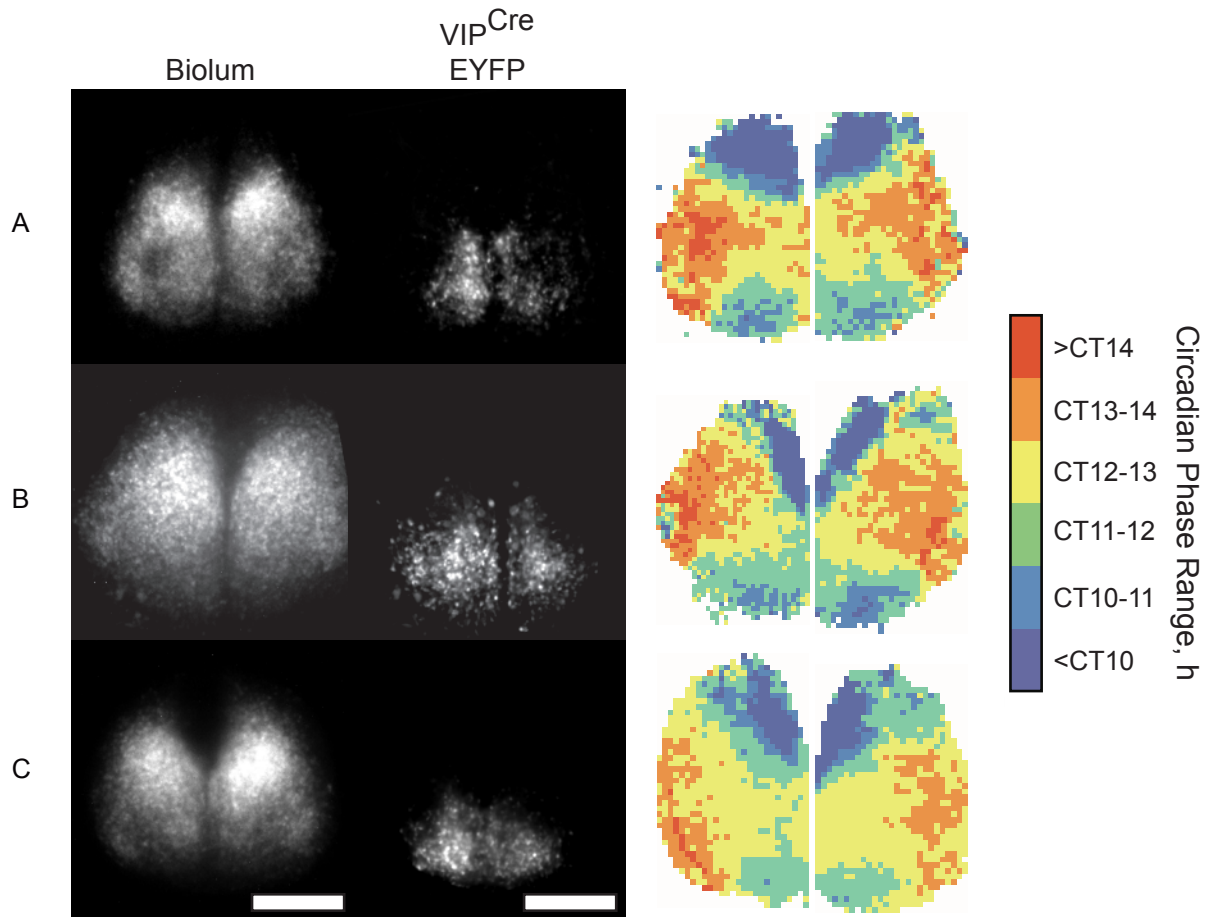 VIPCre
Biolum EYFP
A
B
C
>CT14
CT13-14
CT12-13
CT11-12
CT10-11
<CT10
Circadian Phase Range, h